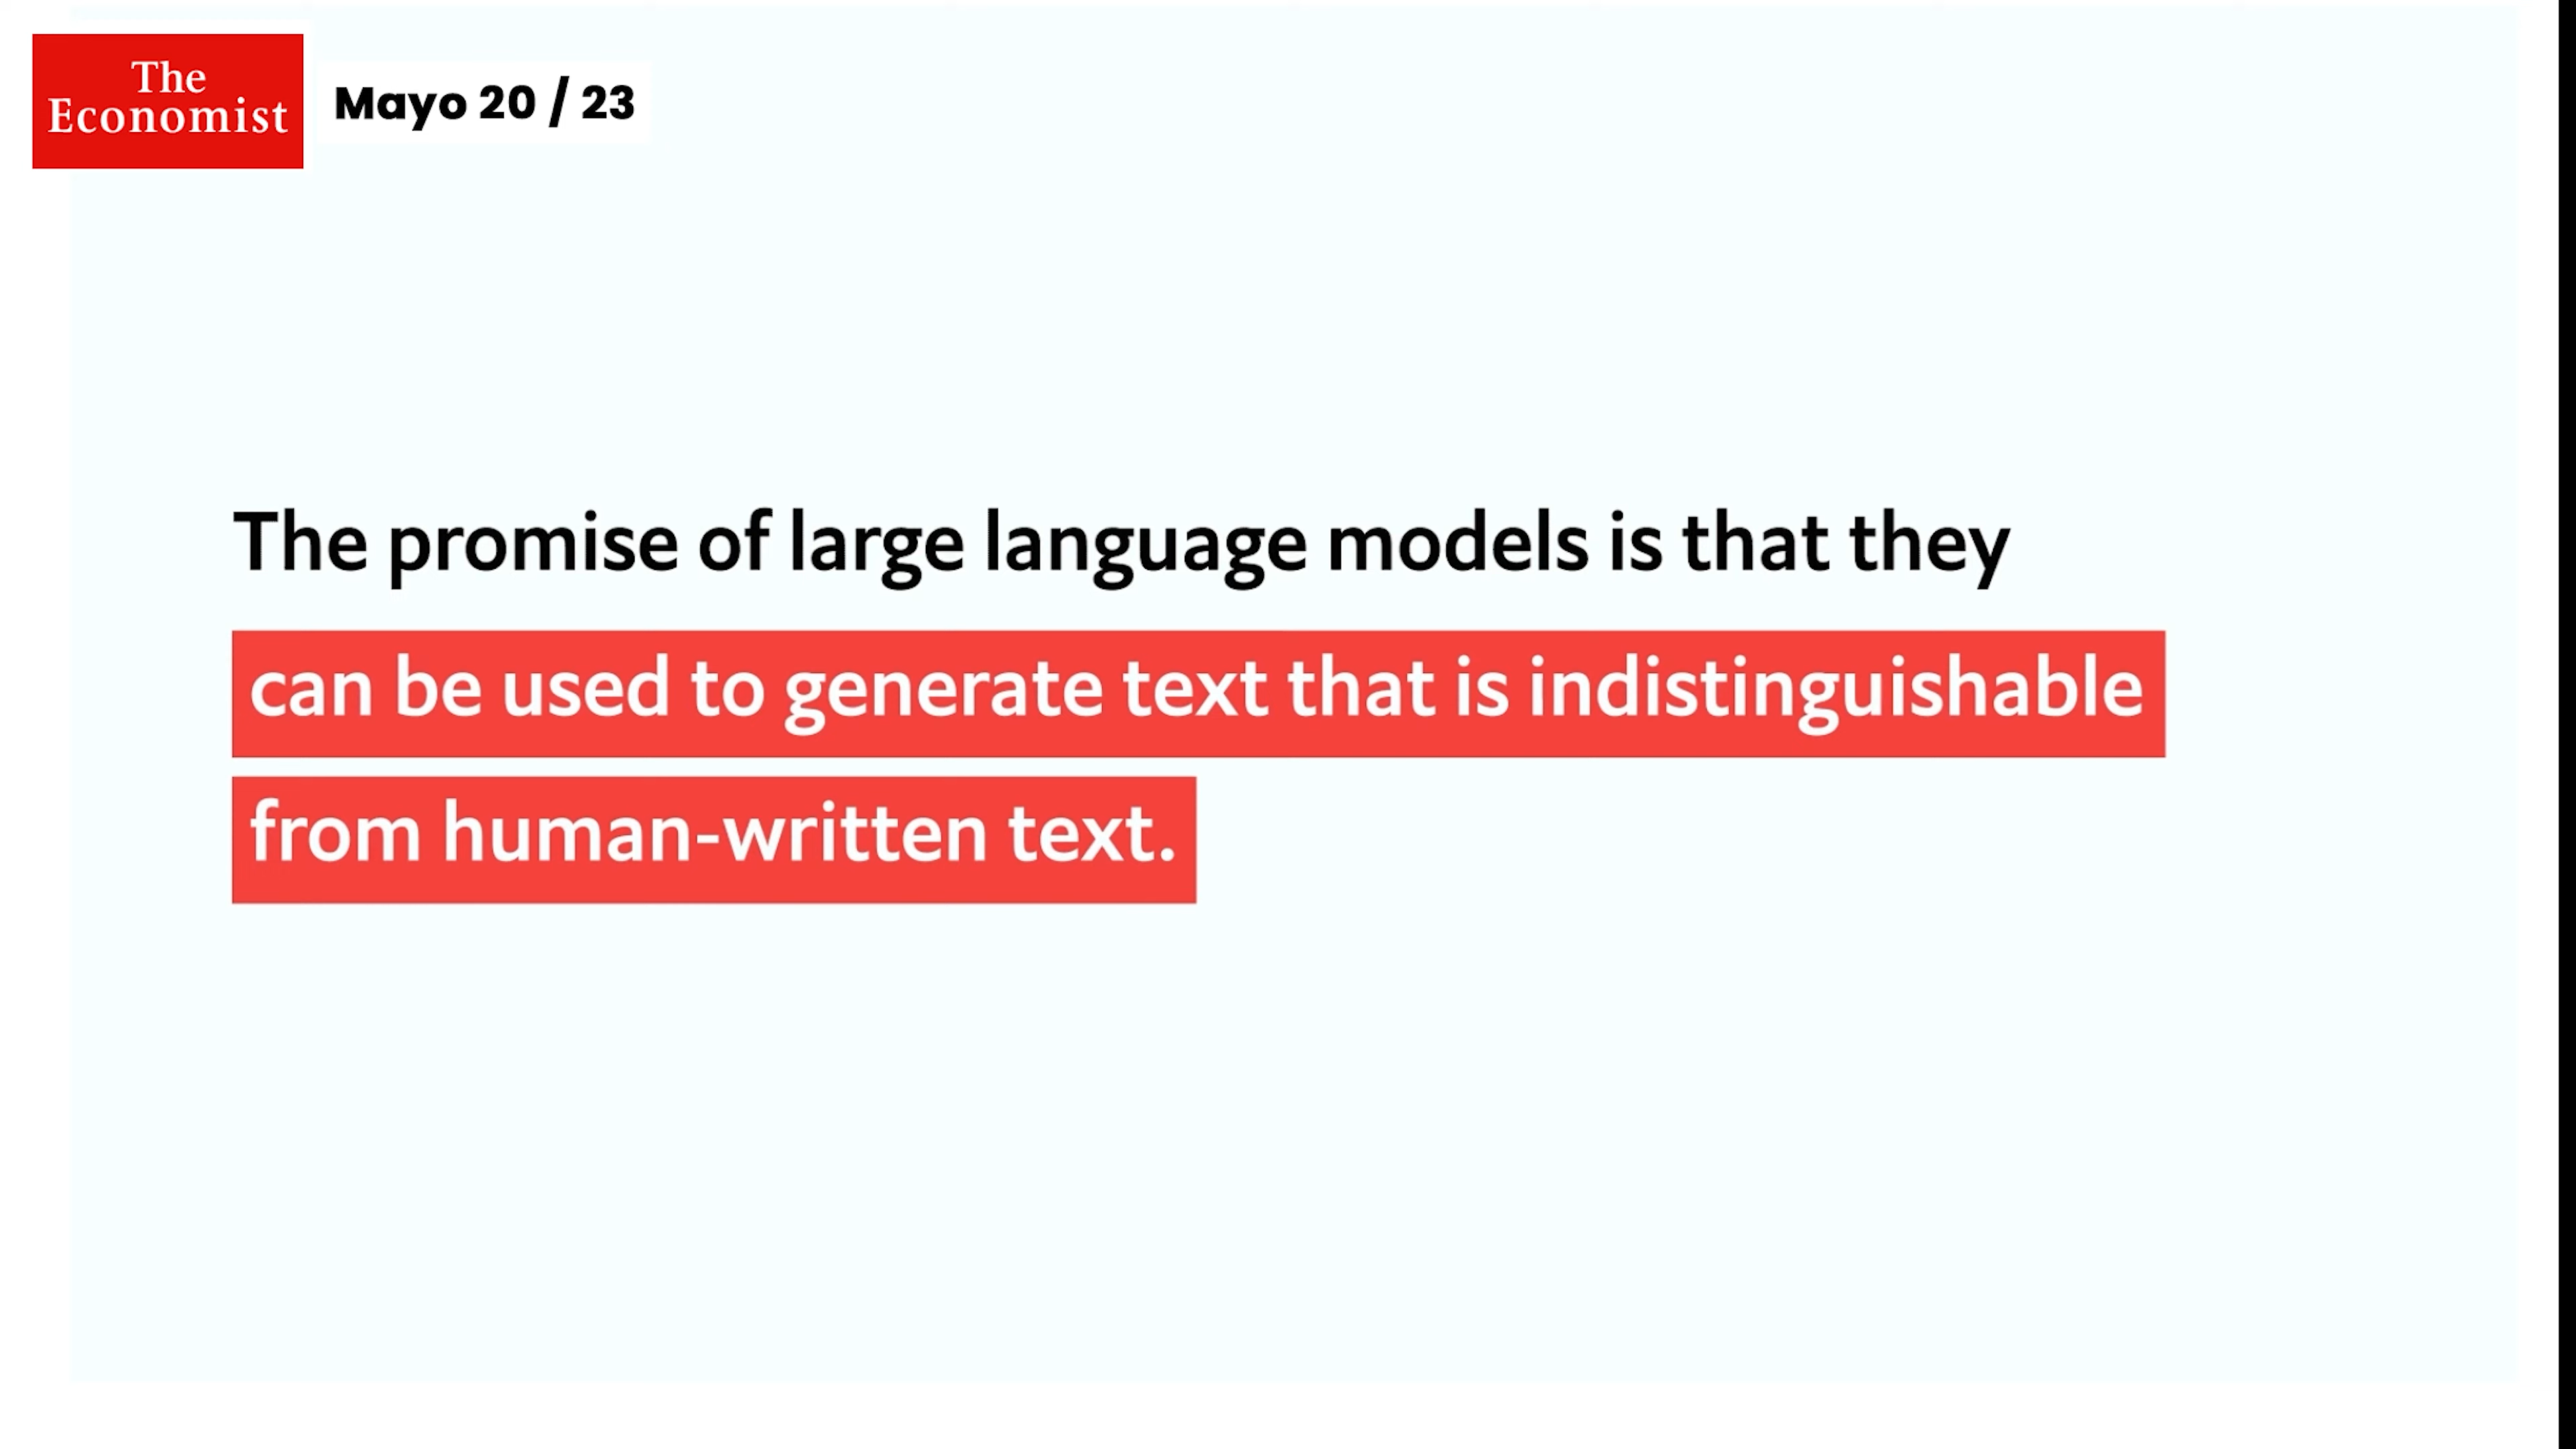 The
Economist
Mayo 20 / 23
The promise of large language models is that they
can be used to generate text that is indistinguishable
from human-written text.